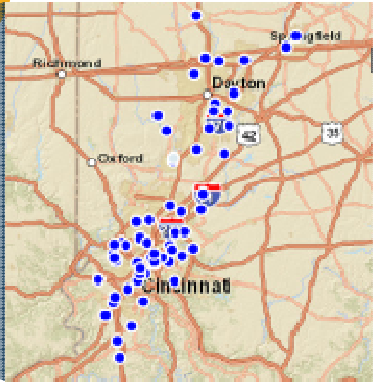 Springfield
Richmond
Dayton
42
35
Oxford
Cincinnati